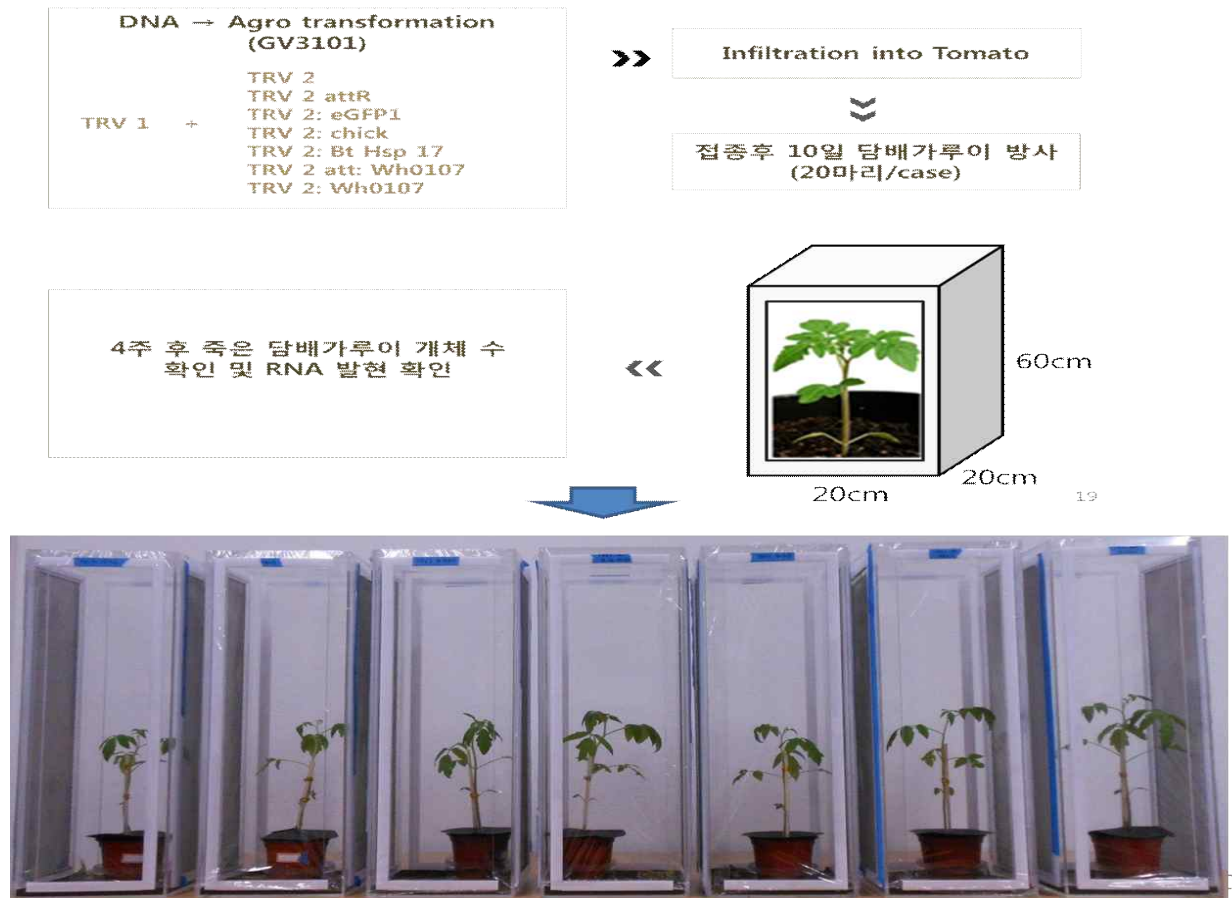 DNA → Agro transformation
(GV3101)
TRV 1 +
TRV 2
TRV 2 attR
TRV 2: eGFP1
TRV 2: chick
TRV 2: Bt Hsp 17
TRV 2 att: Wh0107
TRV 2: Wh0107
Infiltration into Tomato
접종후 10일 담배가루이 방사
(20마리/case)
60cm
20cm
20cm
4주 후 죽은 담배가루이 개체 수
확인 및 RNA 발현 확인
19